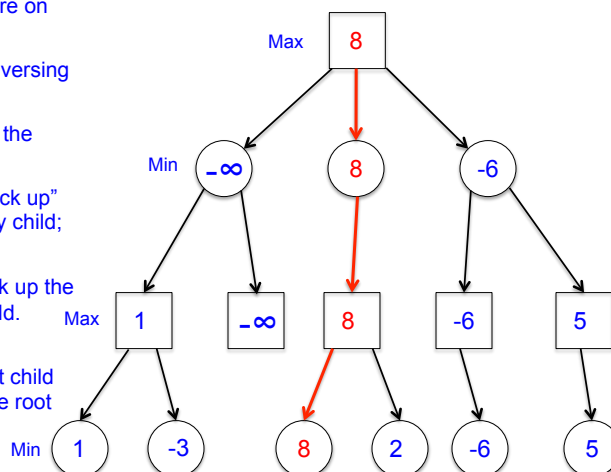 re on
Max 8
versing
the
Min -∞ 8 -6
ck up”
y child;
k up the
ld.
Max 1 -∞ 8 -6 5
t child
e root
Min 1 -3 8 2 -6 5